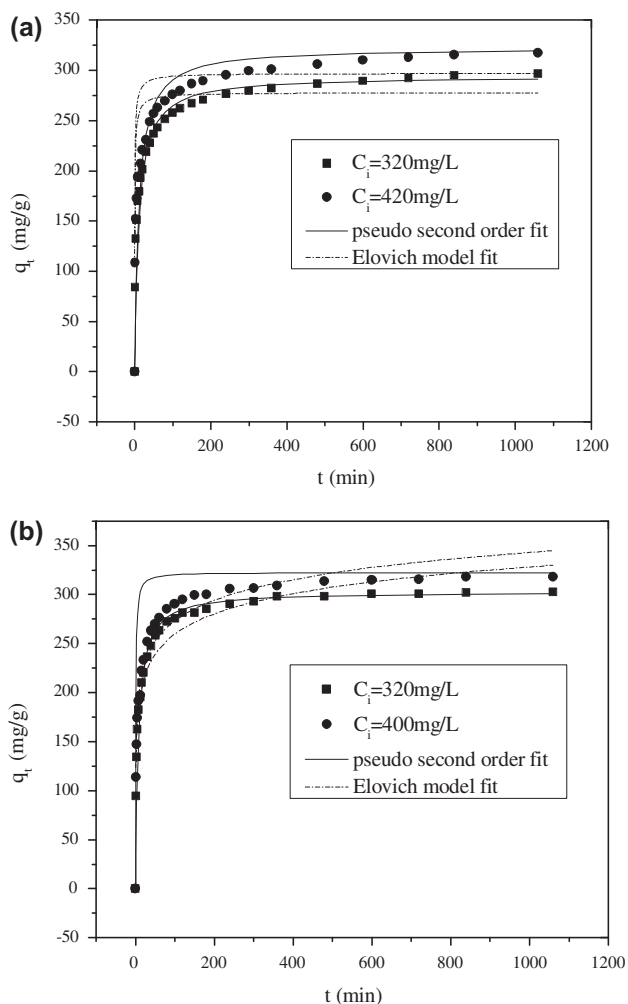 (a)
350
300
250
200
150
100
50
0
-50
q_t (mg/g)
C_i=320mg/L
C_i=420mg/L
pseudo second order fit
Elovich model fit
0 200 400 600 800 1000 1200
t (min)
(b)
350
300
250
200
150
100
50
0
-50
q_t (mg/g)
C_i=320mg/L
C_i=400mg/L
pseudo second order fit
Elovich model fit
0 200 400 600 800 1000 1200
t (min)